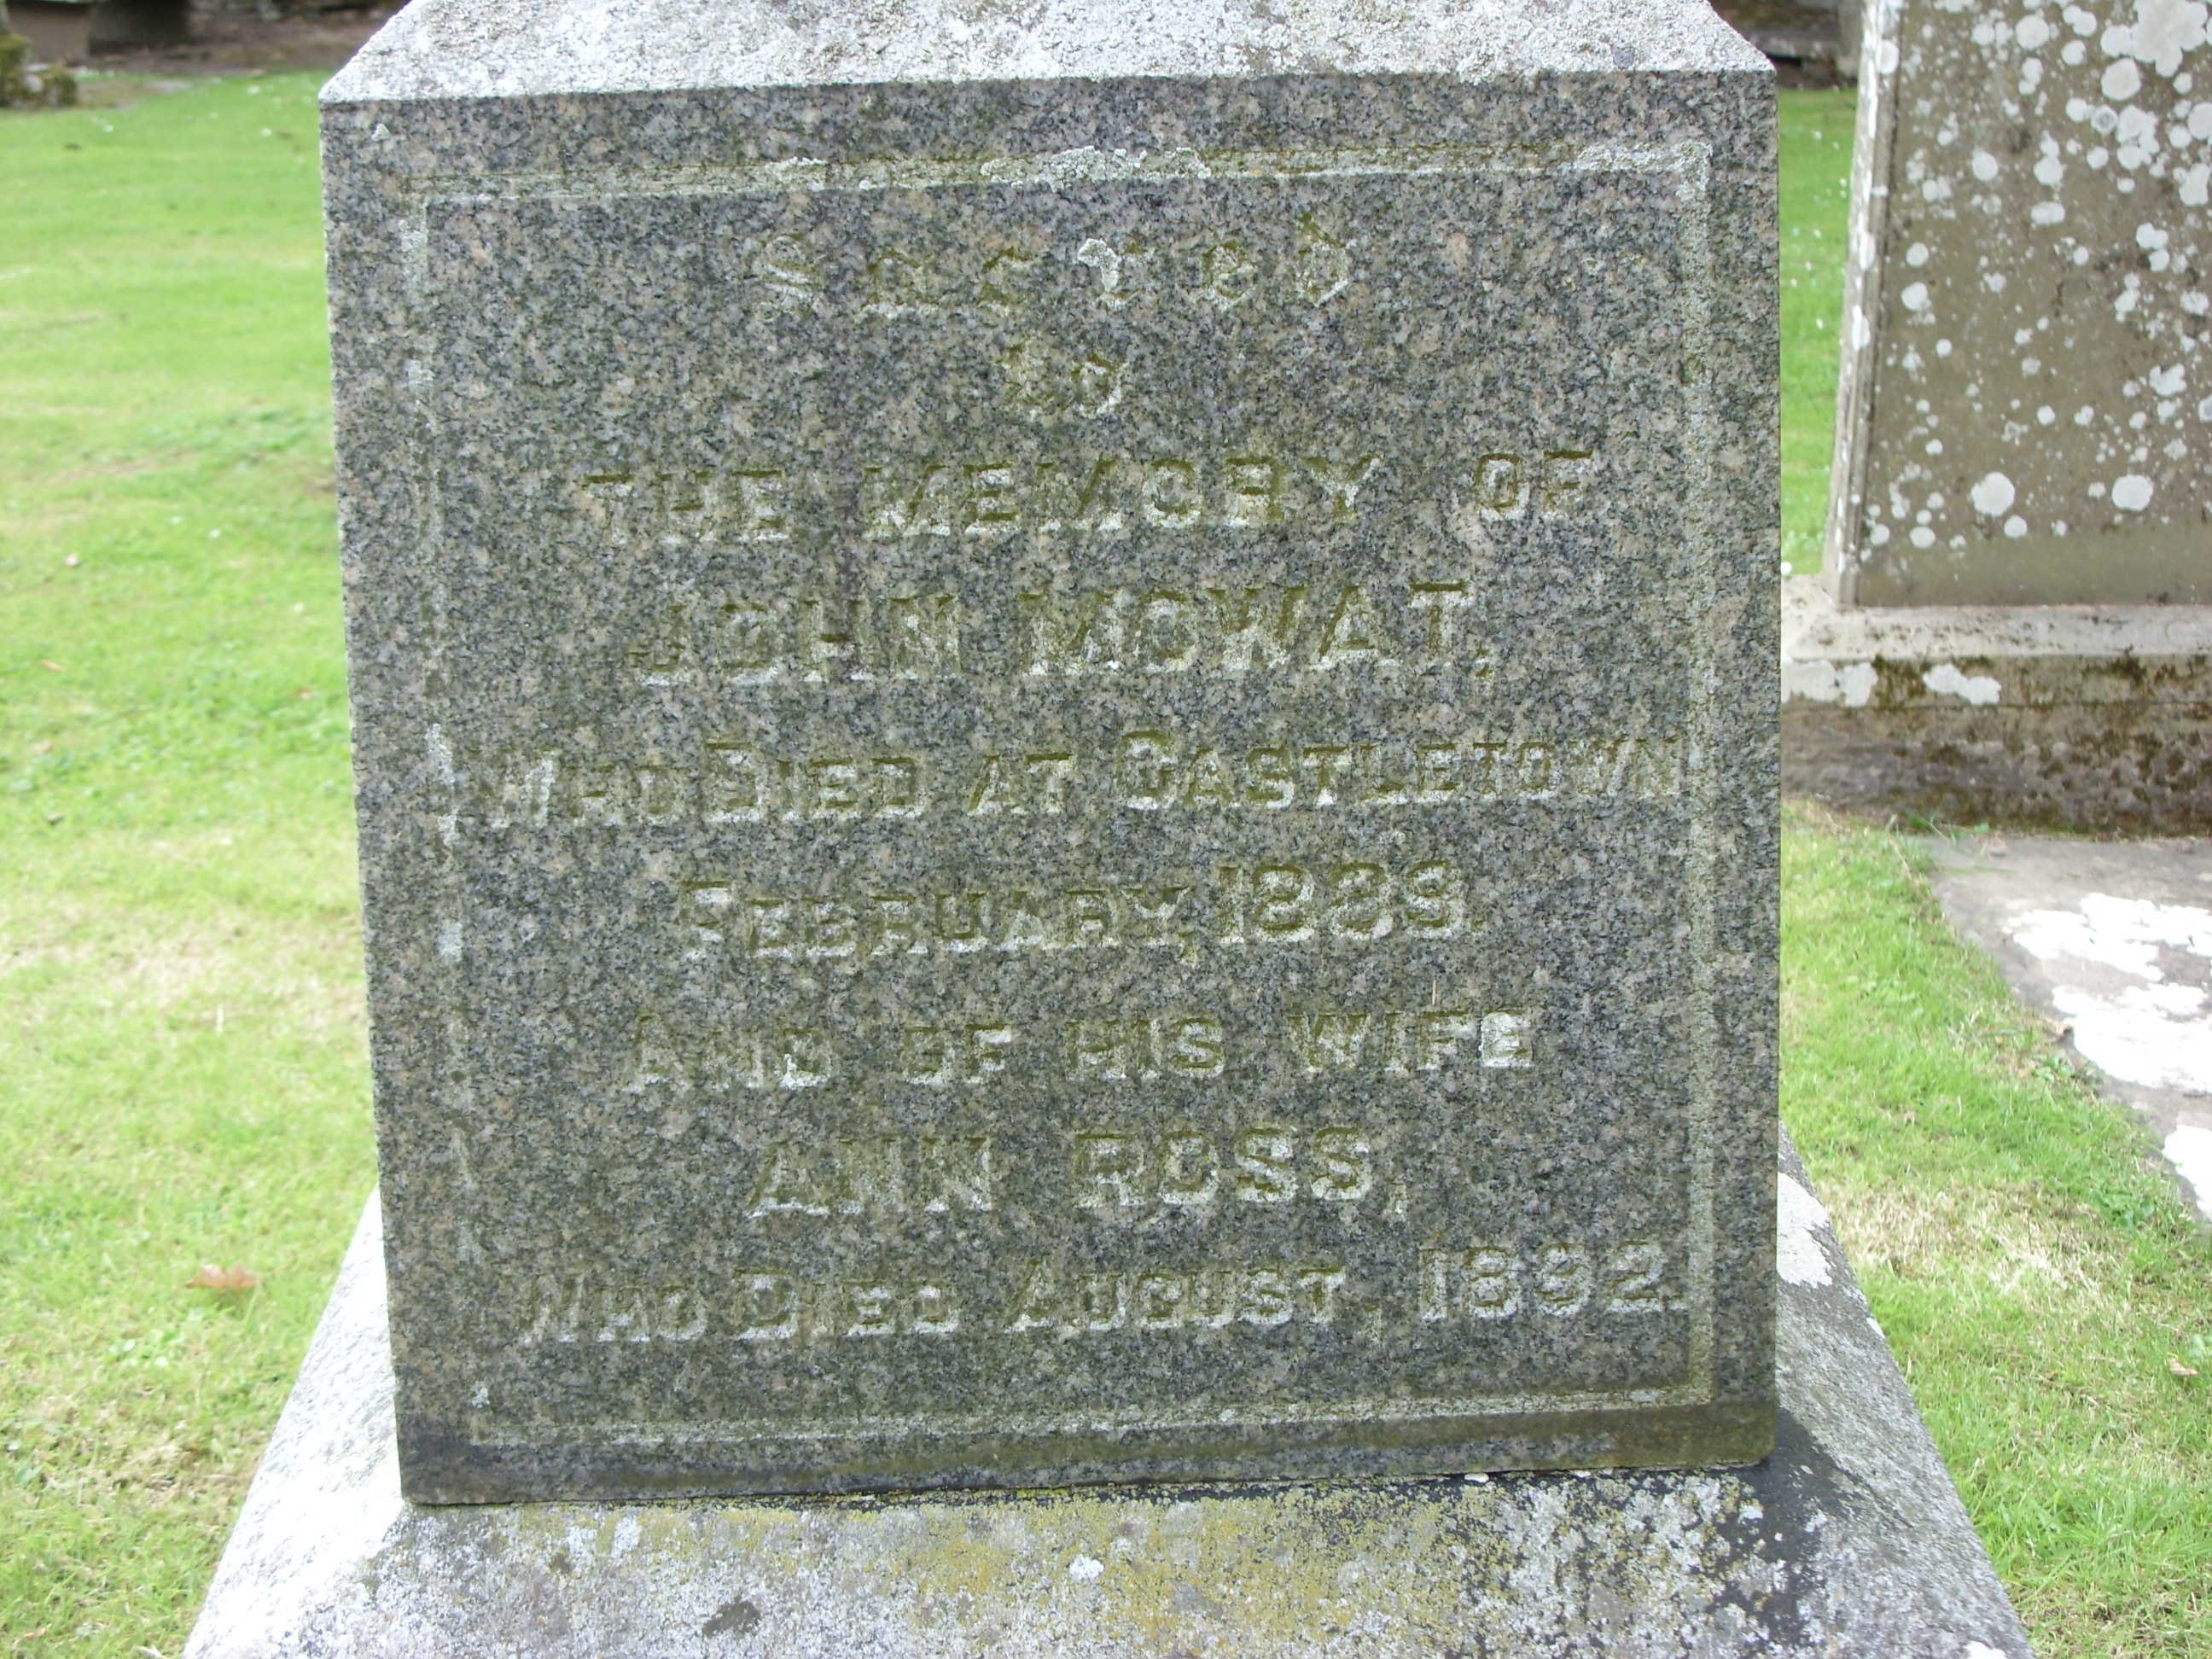 Sacred
to
THE MEMORY OF
JOHN MOWAT,
WHO DIED AT CASTLETOWN
FEBRUARY, 1889.
AND OF HIS WIFE
ANN ROSS,
WHO DIED AUGUST, 1892.